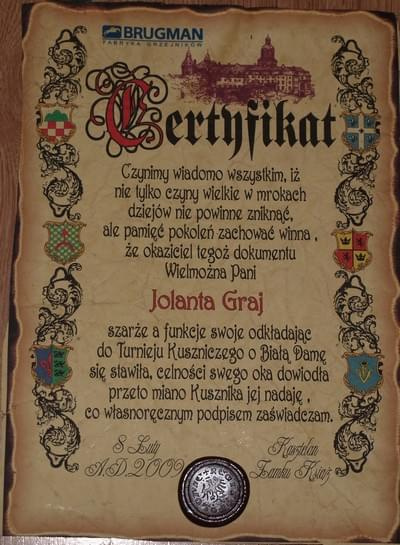 BRUGMAN
FABRYKA GRZEJNIKÓW
Certyfikat
Czynimy wiadomo wszystkim, iż
nie tylko czyny wielkie w mrokach
dziejów nie powinne zniknąć,
ale pamięć pokoleń zachować winna ,
że okaziciel tegoż dokumentu
Wielmożna Pani
Jolanta Graj
szarże a funkcje swoje odkładając
do Turnieju Kuszniczego o Białą Damę
się stawiła, celności swego oka dowiodła
przeto miano Kusznika jej nadaję ,
co własnoręcznym podpisem zaświadczam.
8 Luty
A.D.2009
Kasztelan
Zamku Książ